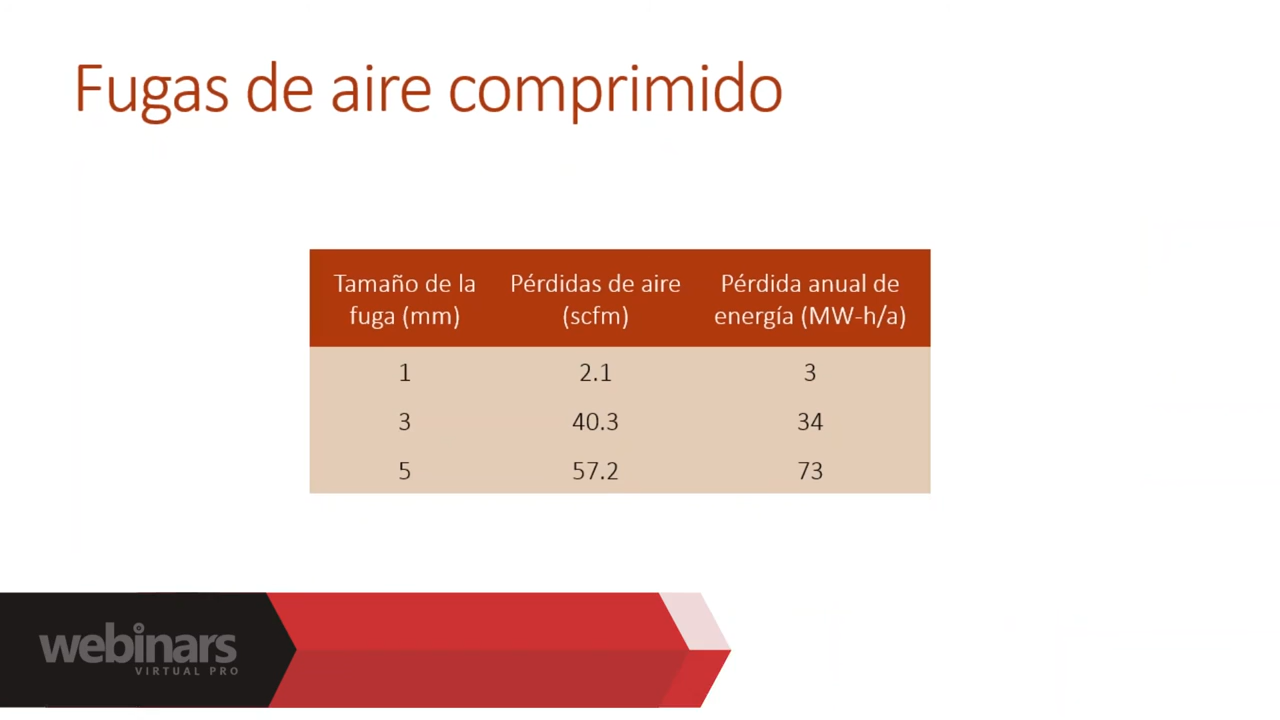 Fugas de aire comprimido
Tamaño de la fuga (mm) Pérdidas de aire (scfm) Pérdida anual de energía (MW-h/a)
1 2.1 3
3 40.3 34
5 57.2 73
webinars
VIRTUAL PRO